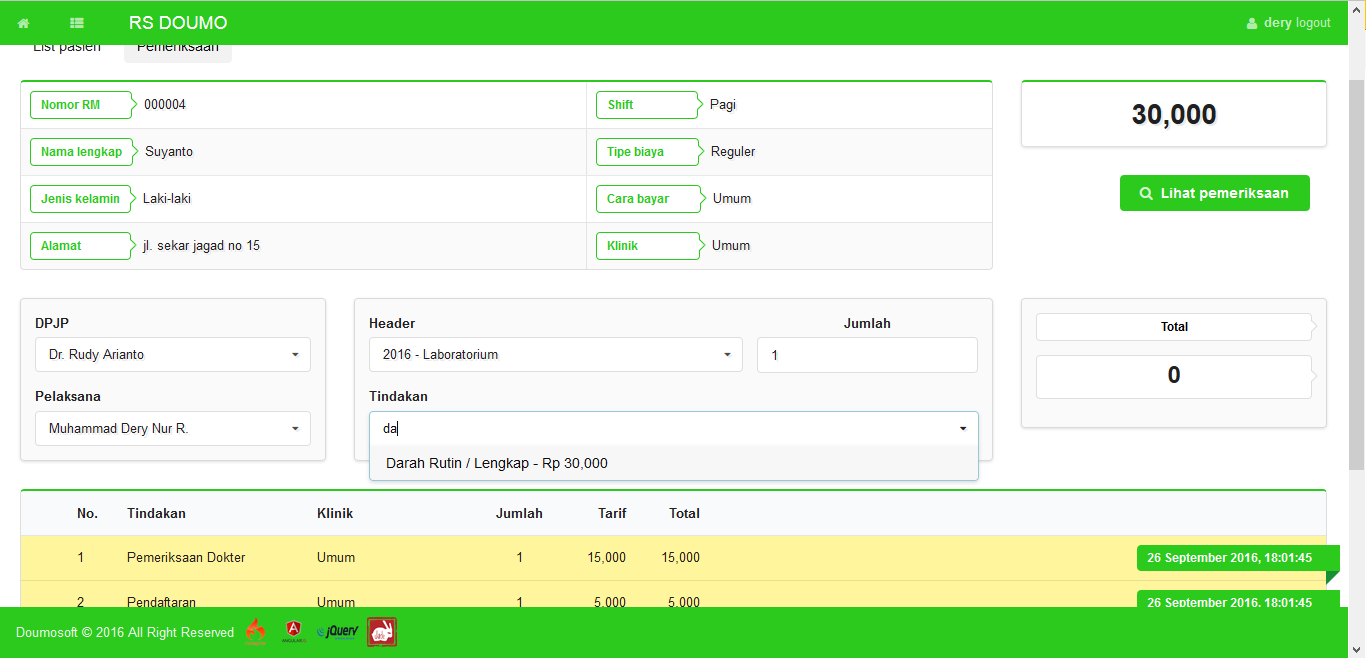 RS DOUMO
dery logout
List pasien
Pemeriksaan
Nomor RM 000004
Shift Pagi
Nama lengkap Suyanto
Tipe biaya Reguler
Jenis kelamin Laki-laki
Cara bayar Umum
Alamat jl. sekar jagad no 15
Klinik Umum
30,000
Lihat pemeriksaan
DPJP
Dr. Rudy Arianto
Pelaksana
Muhammad Dery Nur R.
Header Jumlah
2016 - Laboratorium 1
Tindakan
da
Darah Rutin / Lengkap - Rp 30,000
Total
0
No. Tindakan Klinik Jumlah Tarif Total
1 Pemeriksaan Dokter Umum 1 15,000 15,000 26 September 2016, 18:01:45
2 Pendaftaran Umum 1 5,000 5,000 26 September 2016, 18:01:45
Doumosoft © 2016 All Right Reserved
jQuery